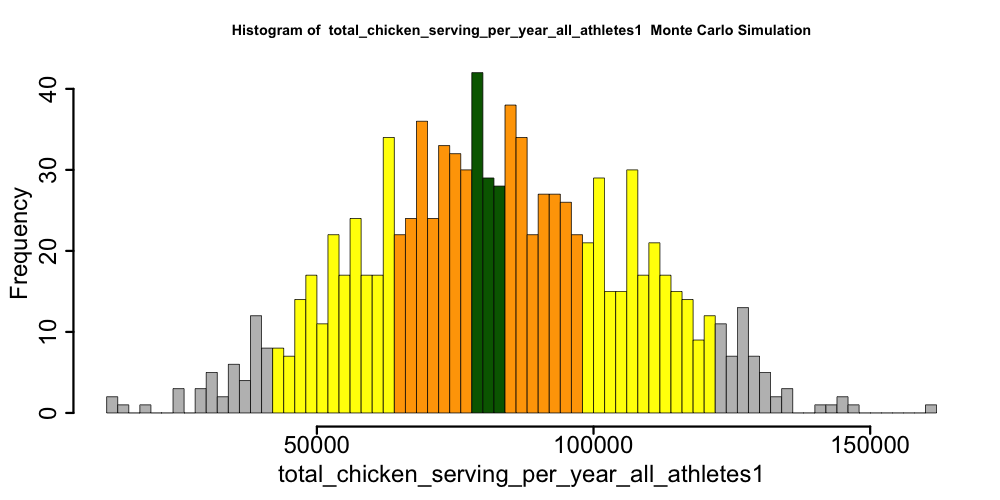 Histogram of  total_chicken_serving_per_year_all_athletes1  Monte Carlo Simulation
Frequency
40
30
20
10
0
50000 100000 150000
total_chicken_serving_per_year_all_athletes1